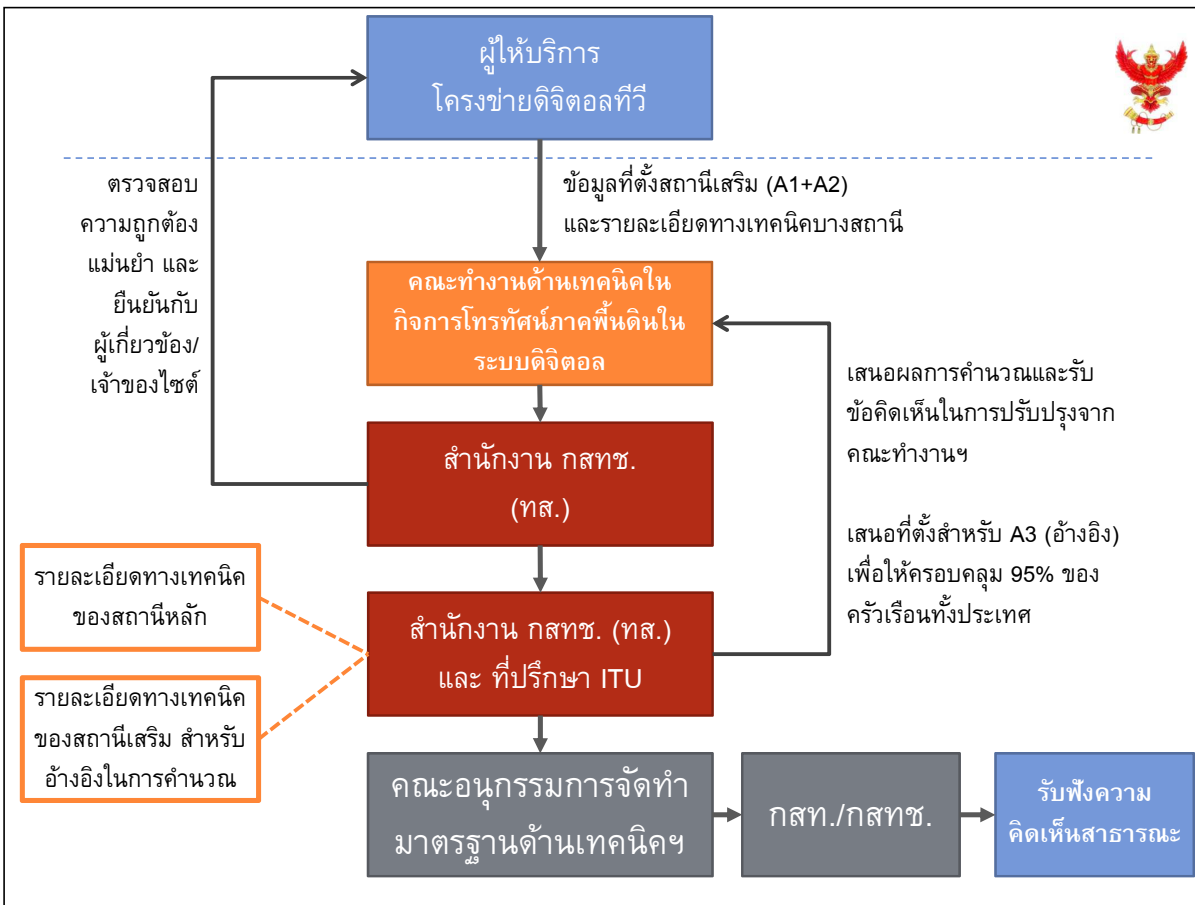 ผู้ให้บริการ
โครงข่ายดิจิตอลทีวี
ตรวจสอบ
ความถูกต้อง
แม่นยำ และ
ยืนยันกับ
ผู้เกี่ยวข้อง/
เจ้าของไซต์
ข้อมูลที่ตั้งสถานีเสริม (A1+A2)
และรายละเอียดทางเทคนิคบางสถานี
คณะทำงานด้านเทคนิคใน
กิจการโทรทัศน์ภาคพื้นดินใน
ระบบดิจิตอล
เสนอผลการคำนวณและรับ
ข้อคิดเห็นในการปรับปรุงจาก
คณะทำงานฯ
สำนักงาน กสทช.
(ทส.)
เสนอที่ตั้งสำหรับ A3 (อ้างอิง)
เพื่อให้ครอบคลุม 95% ของ
ครัวเรือนทั้งประเทศ
รายละเอียดทางเทคนิค
ของสถานีหลัก
สำนักงาน กสทช. (ทส.)
และ ที่ปรึกษา ITU
รายละเอียดทางเทคนิค
ของสถานีเสริม สำหรับ
อ้างอิงในการคำนวณ
คณะอนุกรรมการจัดทำ
มาตรฐานด้านเทคนิคฯ
กสท./กสทช.
รับฟังความ
คิดเห็นสาธารณะ